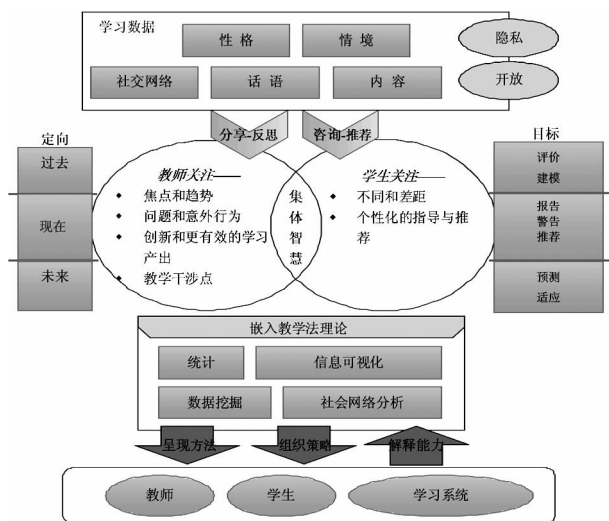 学习数据
性 格
情 境
隐私
社交网络
话 语
内 容
开放
分享-反思
咨询-推荐
定向
目标
过去
现在
未来
教师关注——
焦点和趋势
问题和意外行为
创新和更有效的学习
产出
教学干涉点
集
体
智
慧
学生关注——
不同和差距
个性化的指导与推
荐
评价
建模
报告
警告
推荐
预测
适应
嵌入教学法理论
统计
信息可视化
数据挖掘
社会网络分析
呈现方法
组织策略
解释能力
教师
学生
学习系统